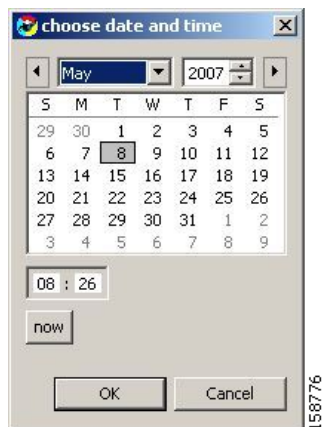 choose date and time
May 2007
S M T W T F S
29 30 1 2 3 4 5
6 7 8 9 10 11 12
13 14 15 16 17 18 19
20 21 22 23 24 25 26
27 28 29 30 31 1 2
3 4 5 6 7 8 9
08 : 26
now
OK Cancel
158776